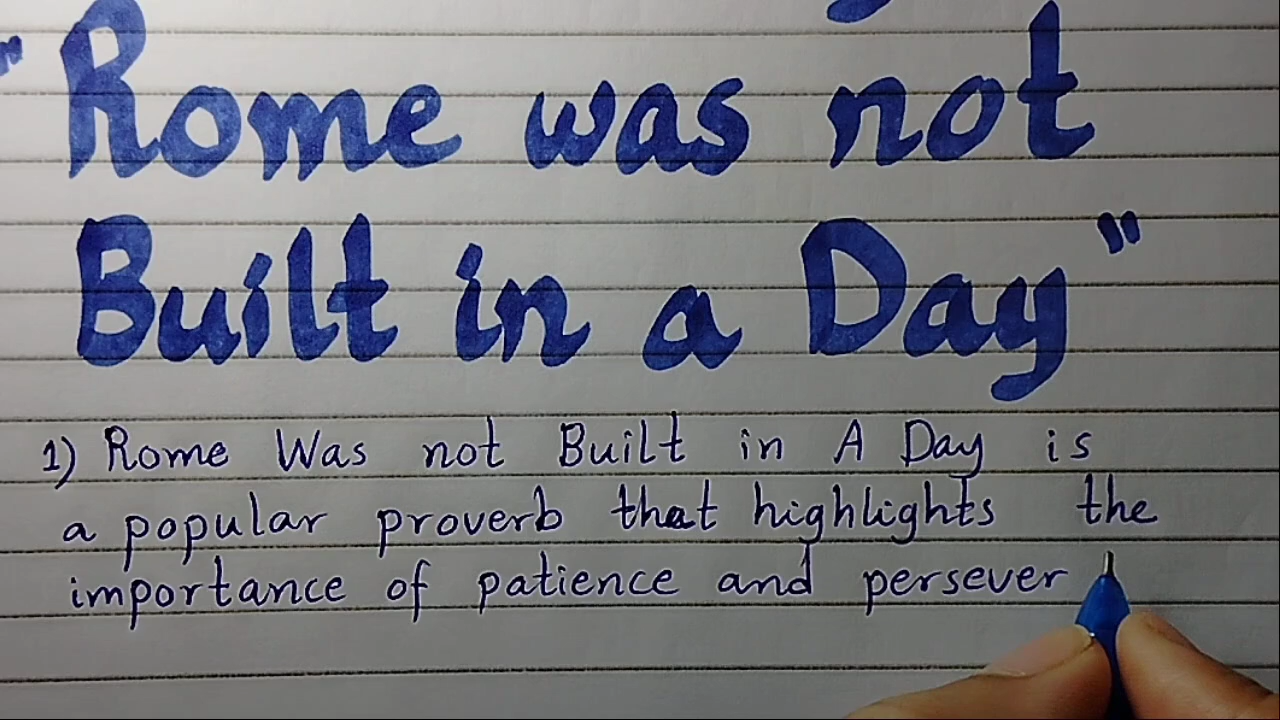 "Rome was not
Built in a Day"
1) Rome Was not Built in A Day is
a popular proverb that highlights the
importance of patience and persever